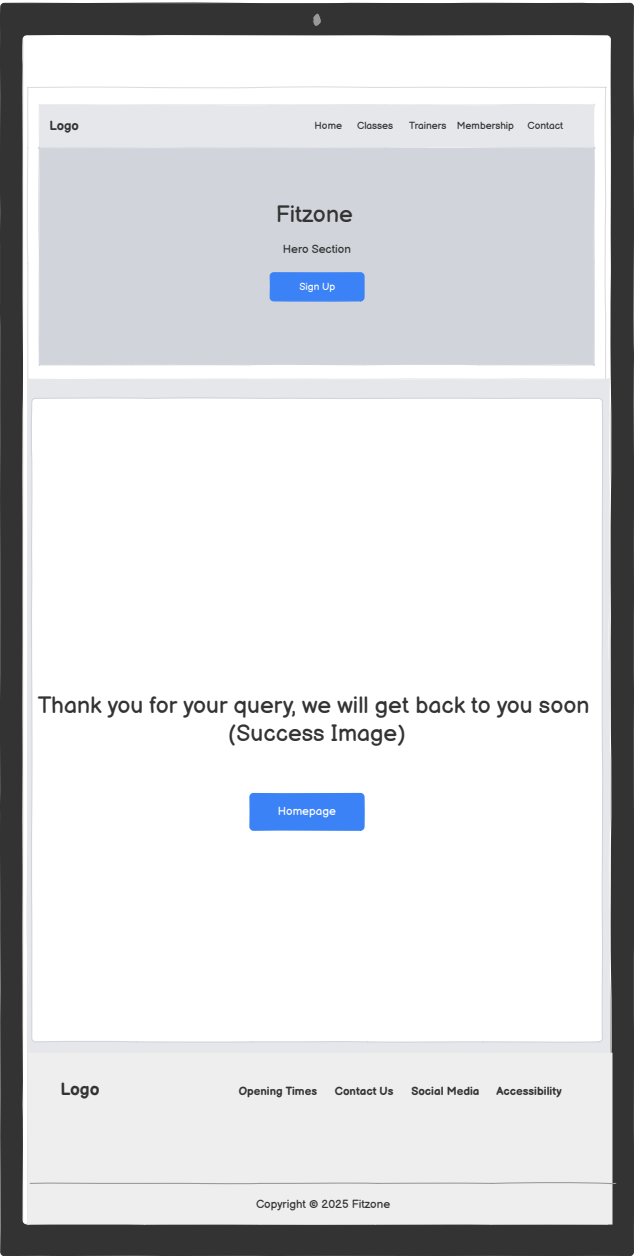 Logo Home Classes Trainers Membership Contact
Fitzone
Hero Section
Sign Up
Thank you for your query, we will get back to you soon
(Success Image)
Homepage
Logo Opening Times Contact Us Social Media Accessibility
Copyright © 2025 Fitzone